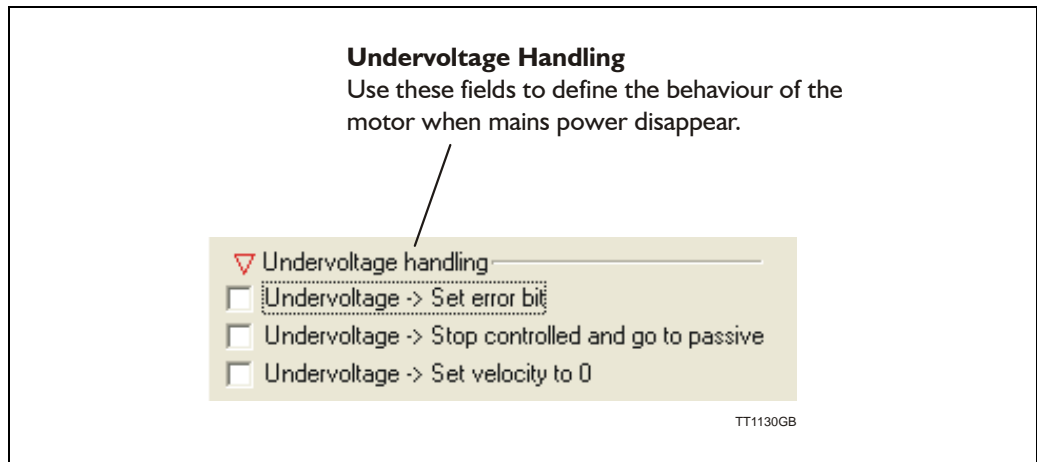 Undervoltage Handling
Use these fields to define the behaviour of the
motor when mains power disappear.
Undervoltage handling
Undervoltage -> Set error bit
Undervoltage -> Stop controlled and go to passive
Undervoltage -> Set velocity to 0
TT1130GB